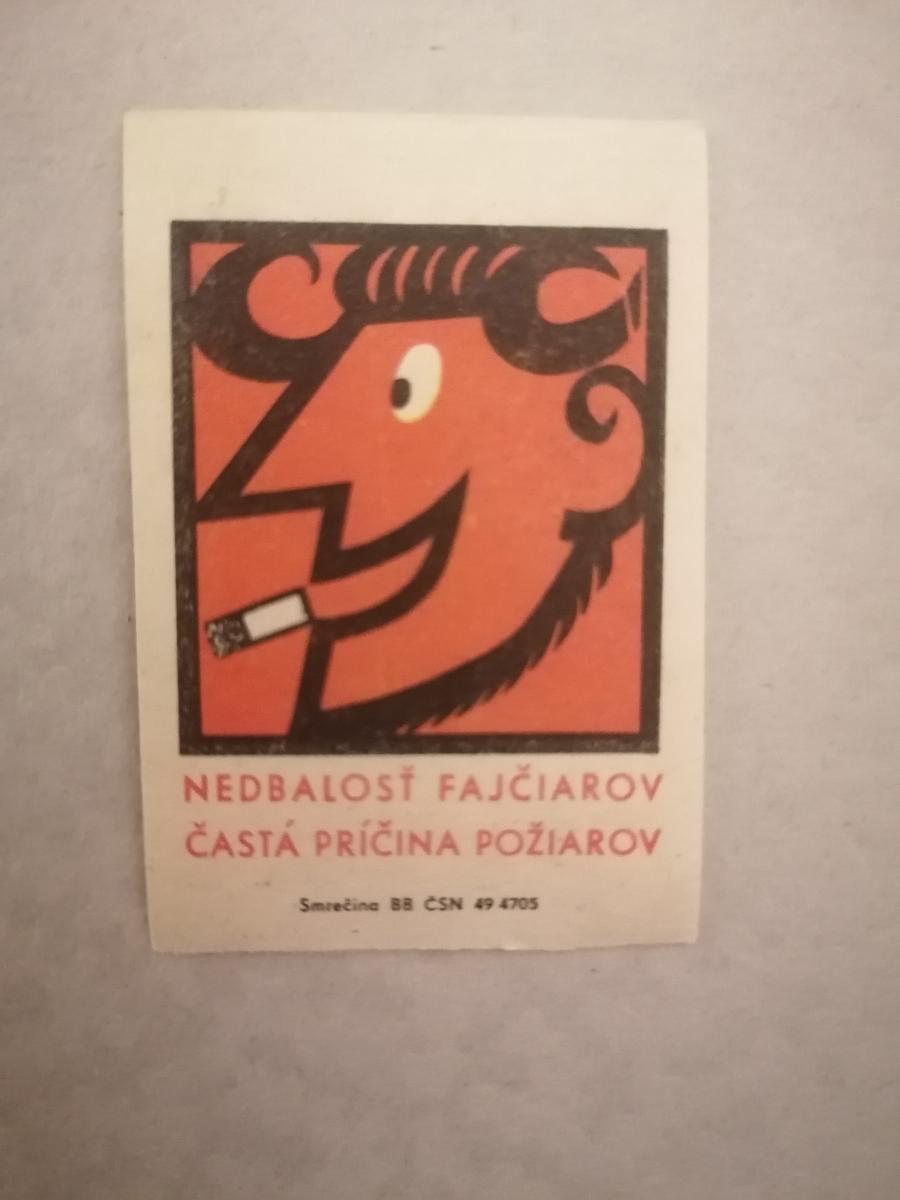 NEDBALOSŤ FAJČIAROV
ČASTÁ PRÍČINA POŽIAROV
Smrečina BB ČSN 49 4705